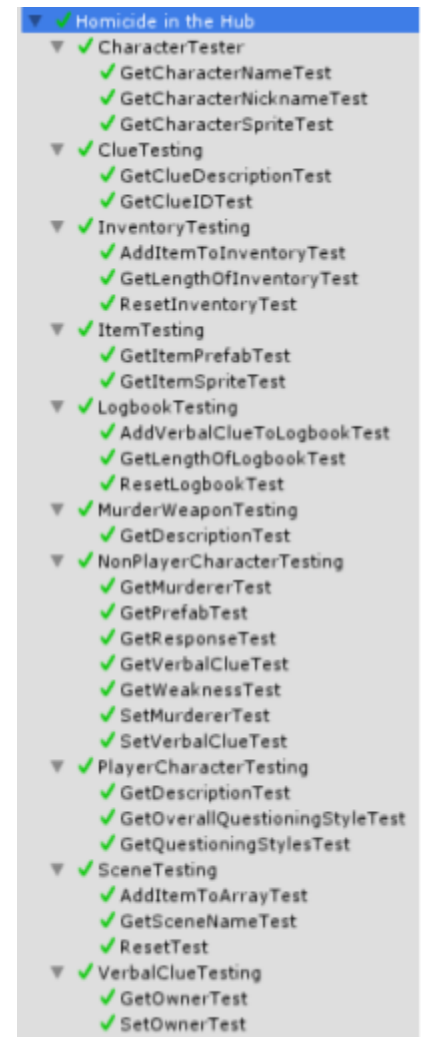 Homicide in the Hub
CharacterTester
GetCharacterNameTest
GetCharacterNicknameTest
GetCharacterSpriteTest
ClueTesting
GetClueDescriptionTest
GetClueIDTest
InventoryTesting
AddItemToInventoryTest
GetLengthOfInventoryTest
ResetInventoryTest
ItemTesting
GetItemPrefabTest
GetItemSpriteTest
LogbookTesting
AddVerbalClueToLogbookTest
GetLengthOfLogbookTest
ResetLogbookTest
MurderWeaponTesting
GetDescriptionTest
NonPlayerCharacterTesting
GetMurdererTest
GetPrefabTest
GetResponseTest
GetVerbalClueTest
GetWeaknessTest
SetMurdererTest
SetVerbalClueTest
PlayerCharacterTesting
GetDescriptionTest
GetOverallQuestioningStyleTest
GetQuestioningStylesTest
SceneTesting
AddItemToArrayTest
GetSceneNameTest
ResetTest
VerbalClueTesting
GetOwnerTest
SetOwnerTest